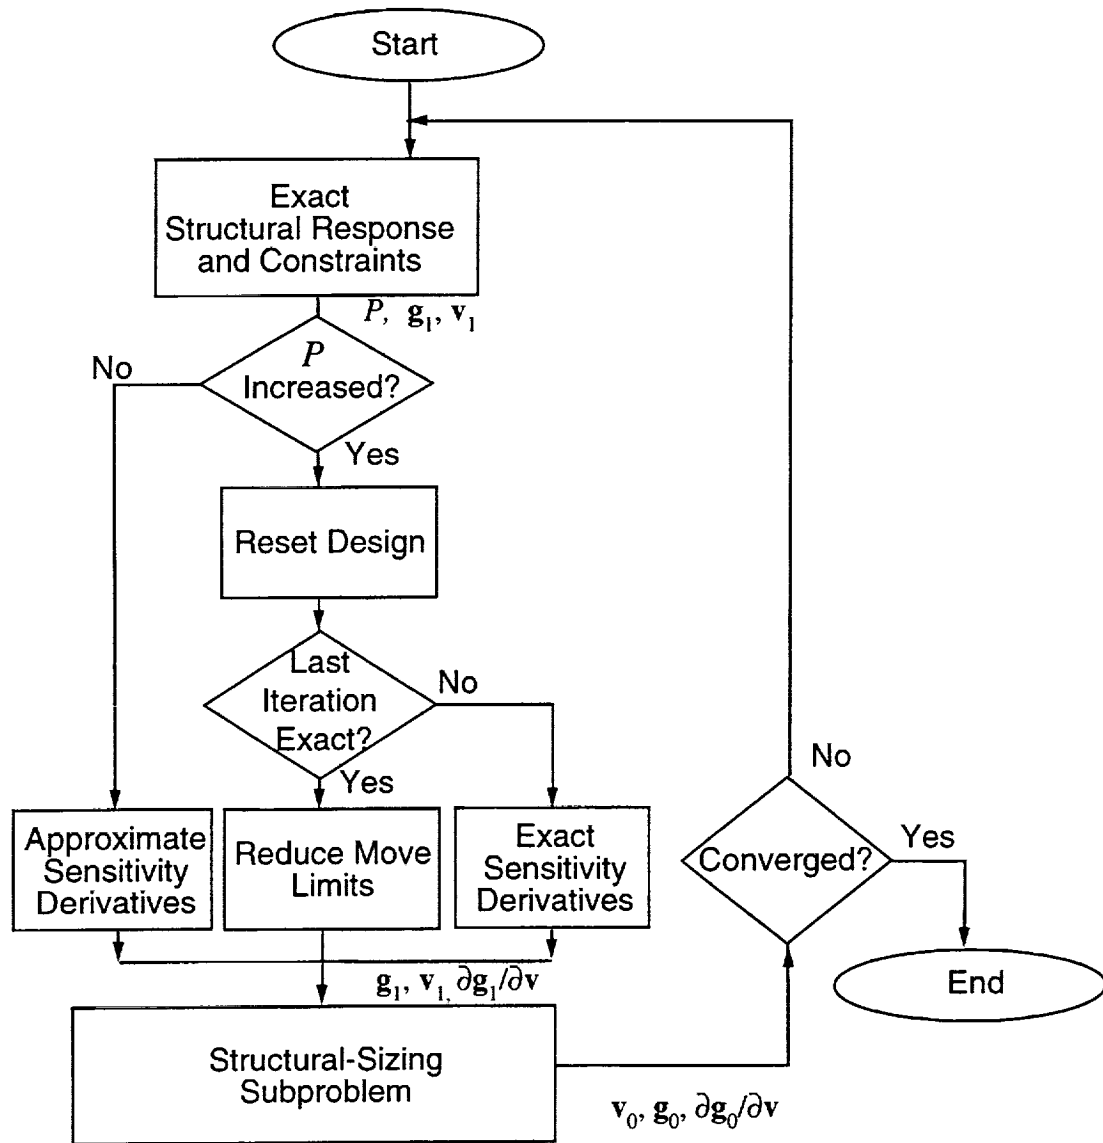 Start
Exact
Structural Response
and Constraints
P, g₁, v₁
No
P
Increased?
Yes
Reset Design
Last
Iteration
Exact?
No
Yes
Approximate
Sensitivity
Derivatives
Reduce Move
Limits
Exact
Sensitivity
Derivatives
g₁, v₁, ∂g₁/∂v
Structural-Sizing
Subproblem
v₀, g₀, ∂g₀/∂v
No
Converged?
Yes
End